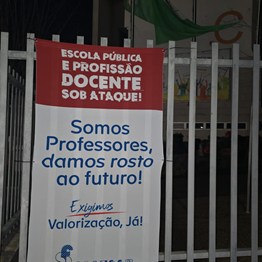 ESCOLA PÚBLICA
E PROFISSÃO
DOCENTE
SOB ATAQUE!
Somos
Professores,
damos rosto
ao futuro!
Exigimos
Valorização, Já!